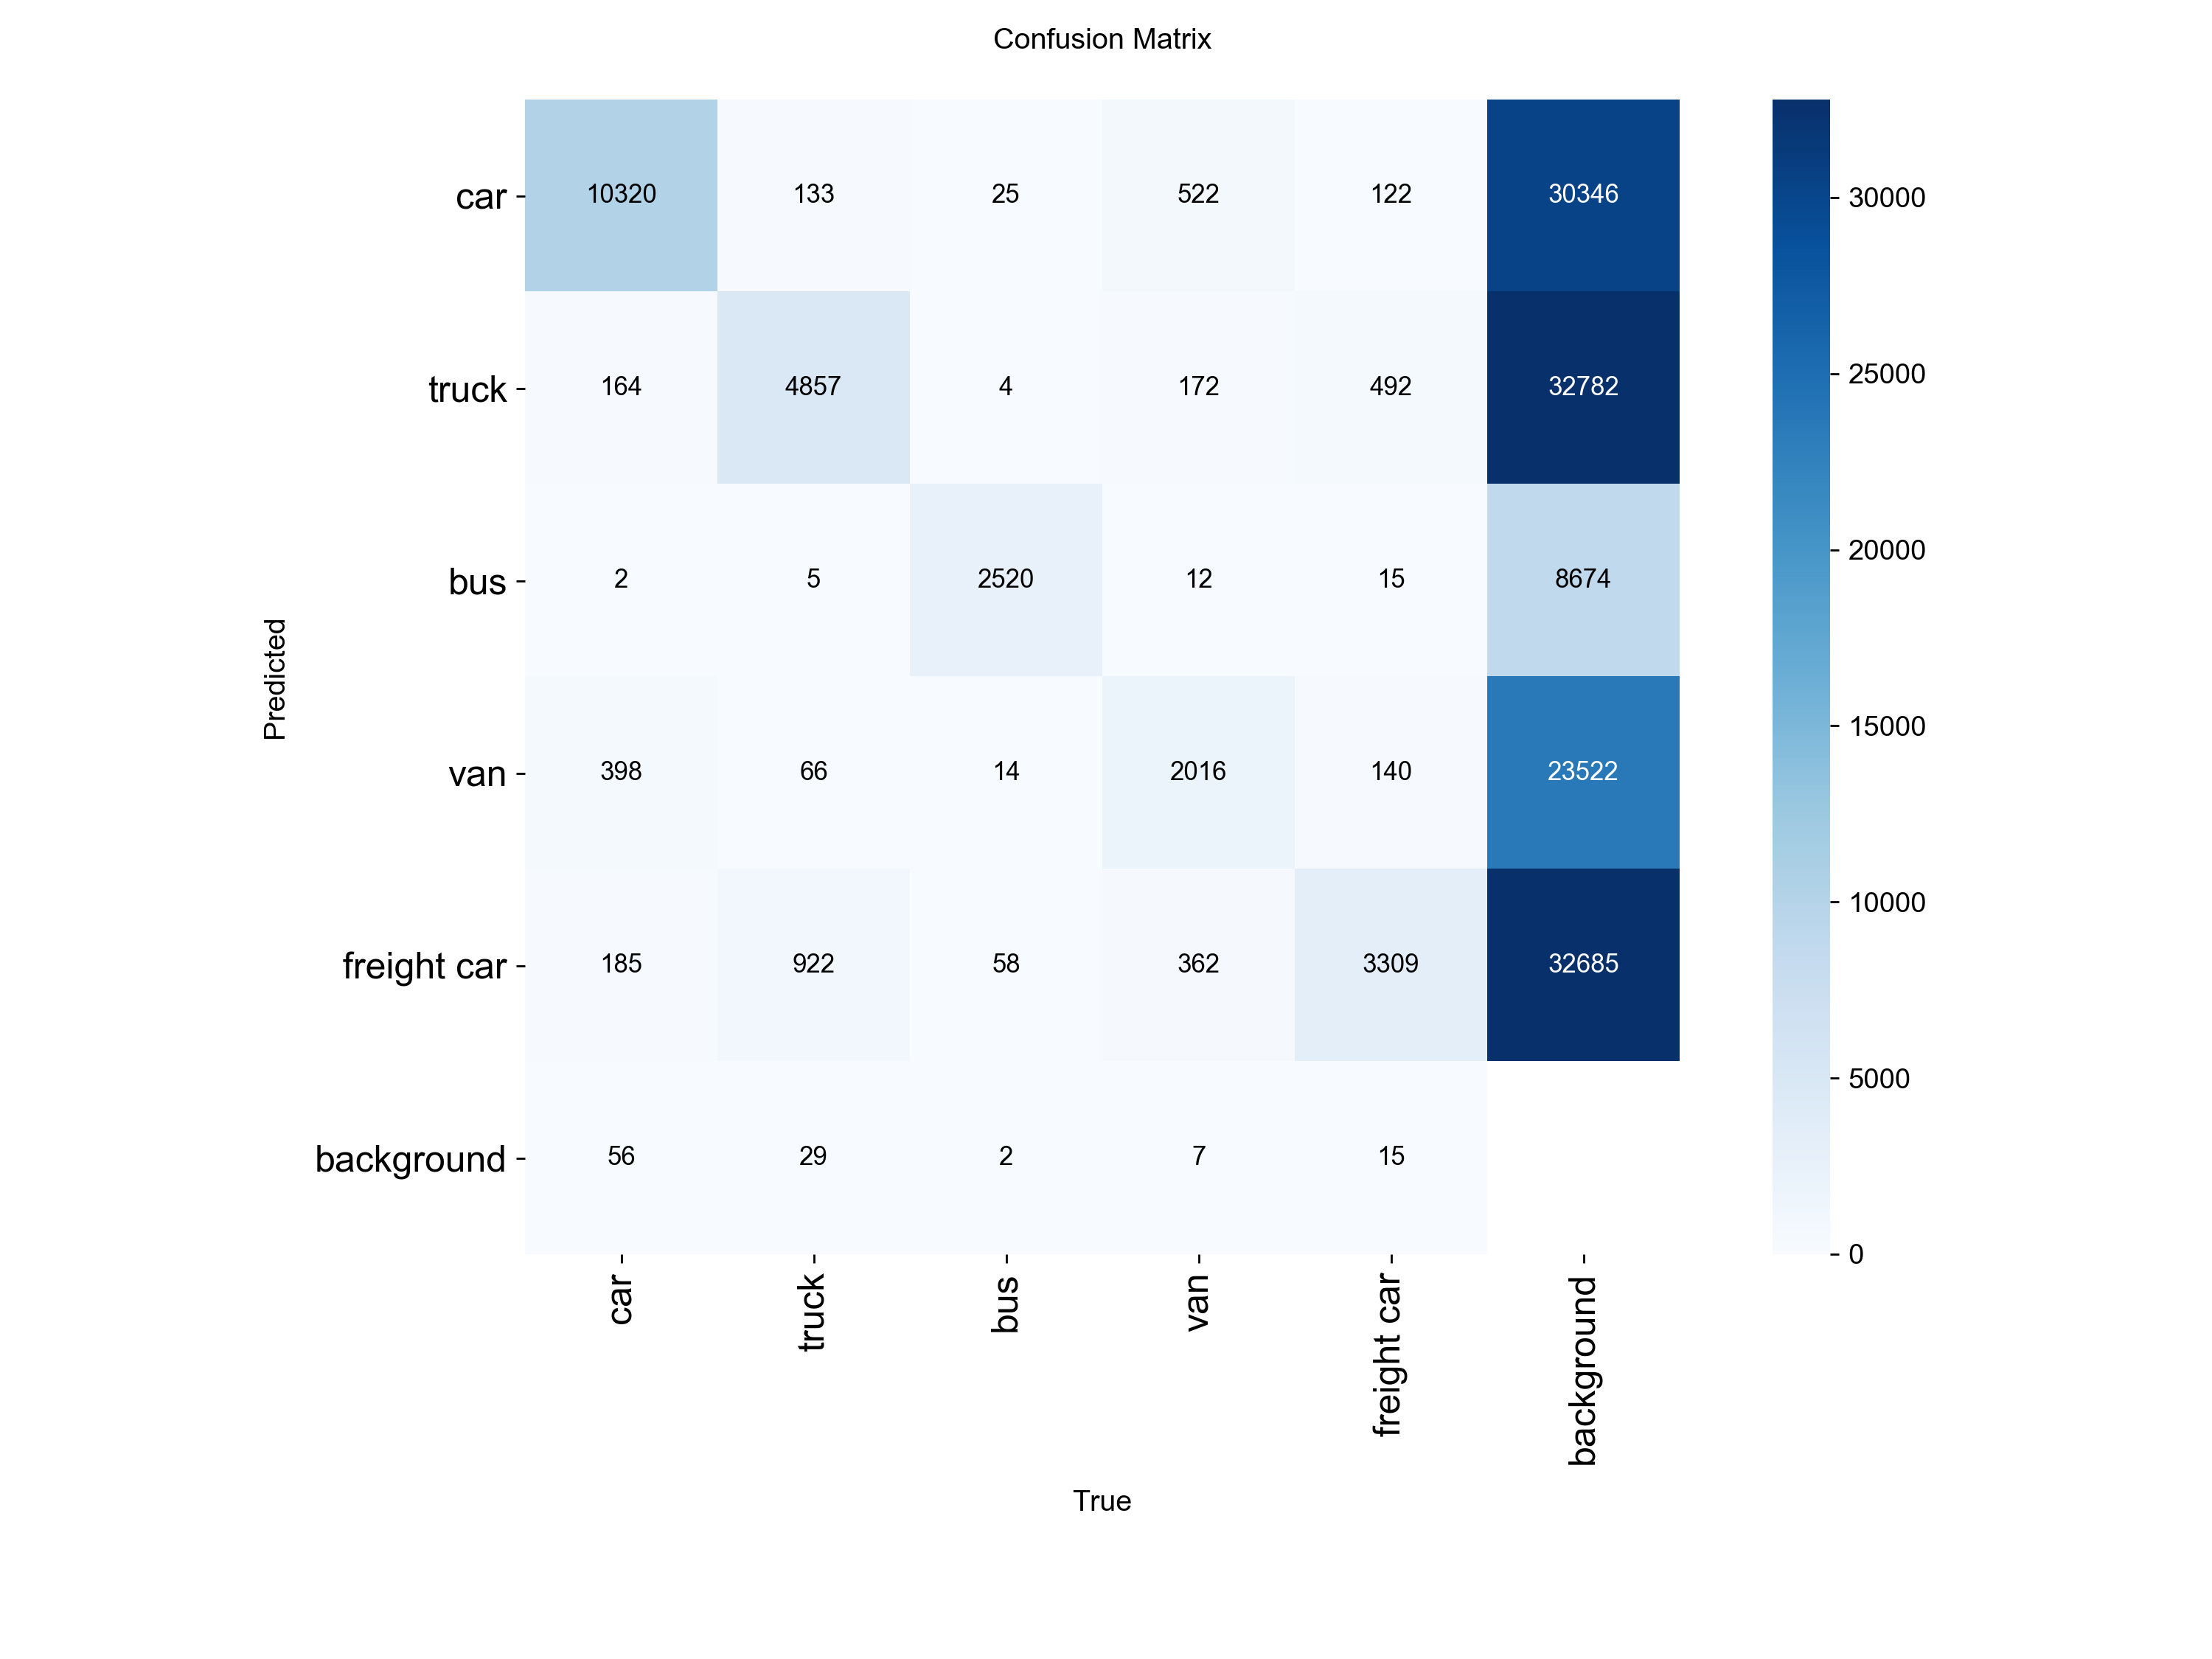 Confusion Matrix
car 10320 133 25 522 122 30346
truck 164 4857 4 172 492 32782
bus 2 5 2520 12 15 8674
van 398 66 14 2016 140 23522
freight car 185 922 58 362 3309 32685
background 56 29 2 7 15
car truck bus van freight car background
Predicted
True
30000
25000
20000
15000
10000
5000
0